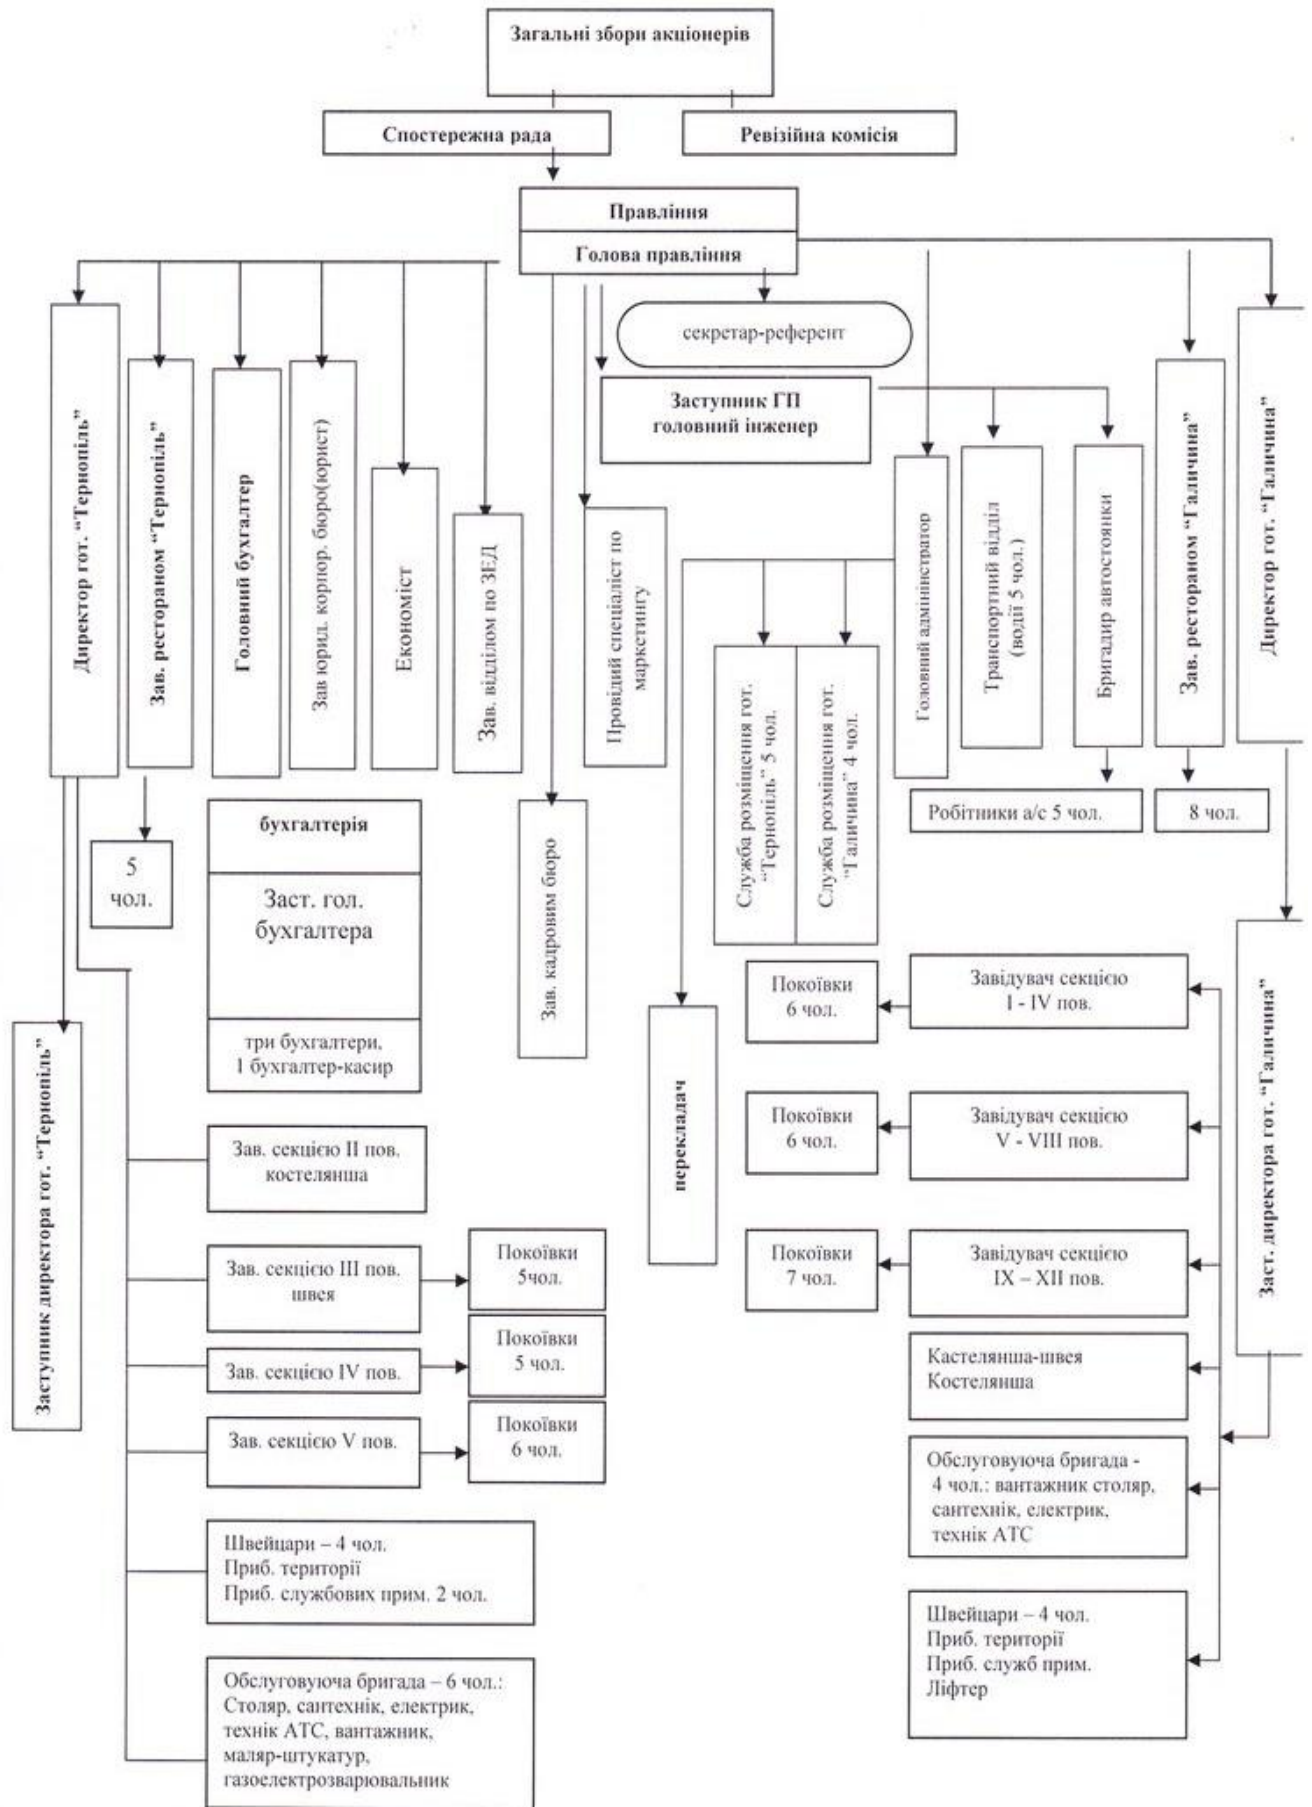 Загальні збори акціонерів
Спостережна рада
Ревізійна комісія
Правління
Голова правління
секретар-референт
Заступник ГП
головний інженер
Директор гот. “Тернопіль”
Зав. рестораном “Тернопіль”
Головний бухгалтер
Зав юрид. корпор. бюро(юрист)
Економіст
Зав. відділом по ЗЕД
Зав. кадровим бюро
Провідий спеціаліст по
маркстингу
Служба розміщення гот.
“Тернопіль” 5 чол.
Служба розміщення гот.
“Галичина” 4 чол.
Головний адміністратор
Транспортний відділ
(водії 5 чол.)
Бригадир автостоянки
Зав. рестораном “Галичина”
Директор гот. “Галичина”
Робітники а/с 5 чол.
8 чол.
5
чол.
бухгалтерія
Заст. гол.
бухгалтера
три бухгалтери,
1 бухгалтер-касир
Заступник директора гот. “Тернопіль”
перекладач
Заст. директора гот. “Галичина”
Зав. секцією II пов.
костелянша
Зав. секцією III пов.
швея
Покоївки
5чол.
Зав. секцією IV пов.
Покоївки
5 чол.
Зав. секцією V пов.
Покоївки
6 чол.
Швейцари – 4 чол.
Приб. території
Приб. службових прим. 2 чол.
Обслуговуюча бригада – 6 чол.:
Столяр, сантехнік, електрик,
технік АТС, вантажник,
маляр-штукатур,
газоелектрозварювальник
Покоївки
6 чол.
Завідувач секцією
I - IV пов.
Покоївки
6 чол.
Завідувач секцією
V - VIII пов.
Покоївки
7 чол.
Завідувач секцією
IX – XII пов.
Кастелянша-швея
Костелянша
Обслуговуюча бригада -
4 чол.: вантажник столяр,
сантехнік, електрик,
технік АТС
Швейцари – 4 чол.
Приб. території
Приб. служб прим.
Ліфтер